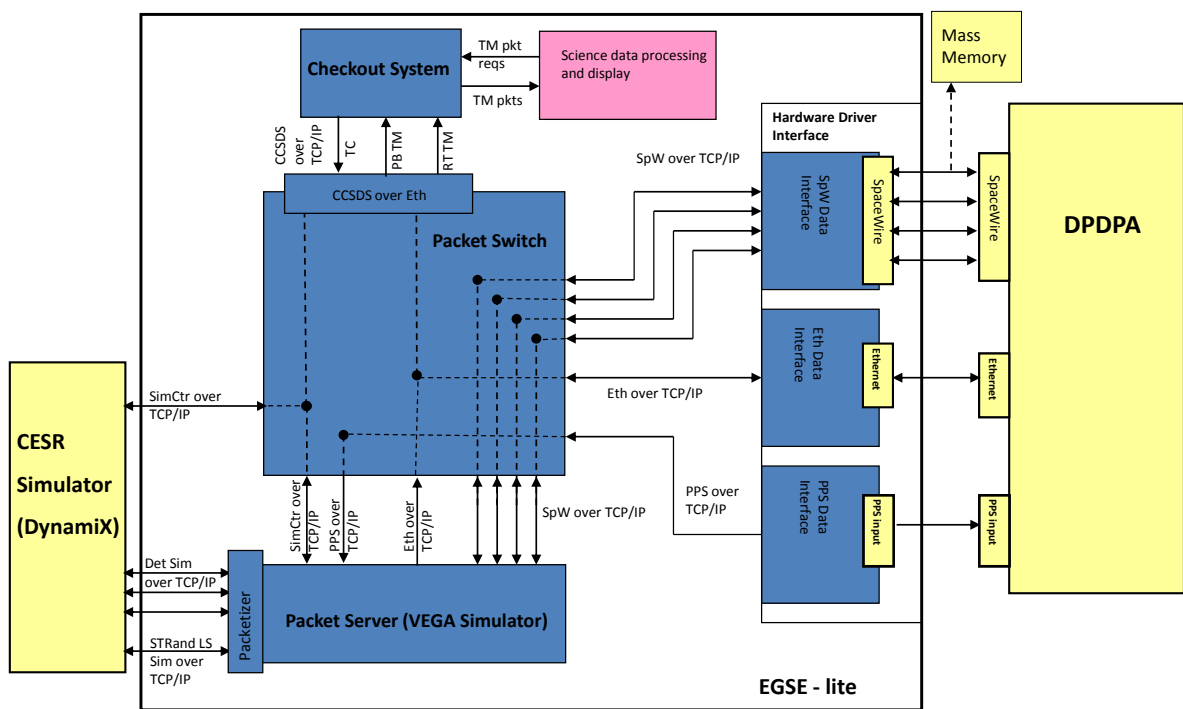 Checkout System
TM pkt
reqs
TM pkts
Science data processing
and display
Mass
Memory
CCSDS
over
TCP/IP
TC
PB TM
RT TM
CCSDS over Eth
Packet Switch
SpW over TCP/IP
Hardware Driver
Interface
SpW Data
Interface
SpaceWire
SpaceWire
DPDPA
Eth Data
Interface
Ethernet
Ethernet
Eth over TCP/IP
PPS Data
Interface
PPS input
PPS input
PPS over
TCP/IP
SimCtr over
TCP/IP
CESR
Simulator
(DynamiX)
SimCtr over
TCP/IP
PPS over
TCP/IP
Eth over
TCP/IP
SpW over TCP/IP
Det Sim
over TCP/IP
STRand LS
Sim over
TCP/IP
Packetizer
Packet Server (VEGA Simulator)
EGSE - lite